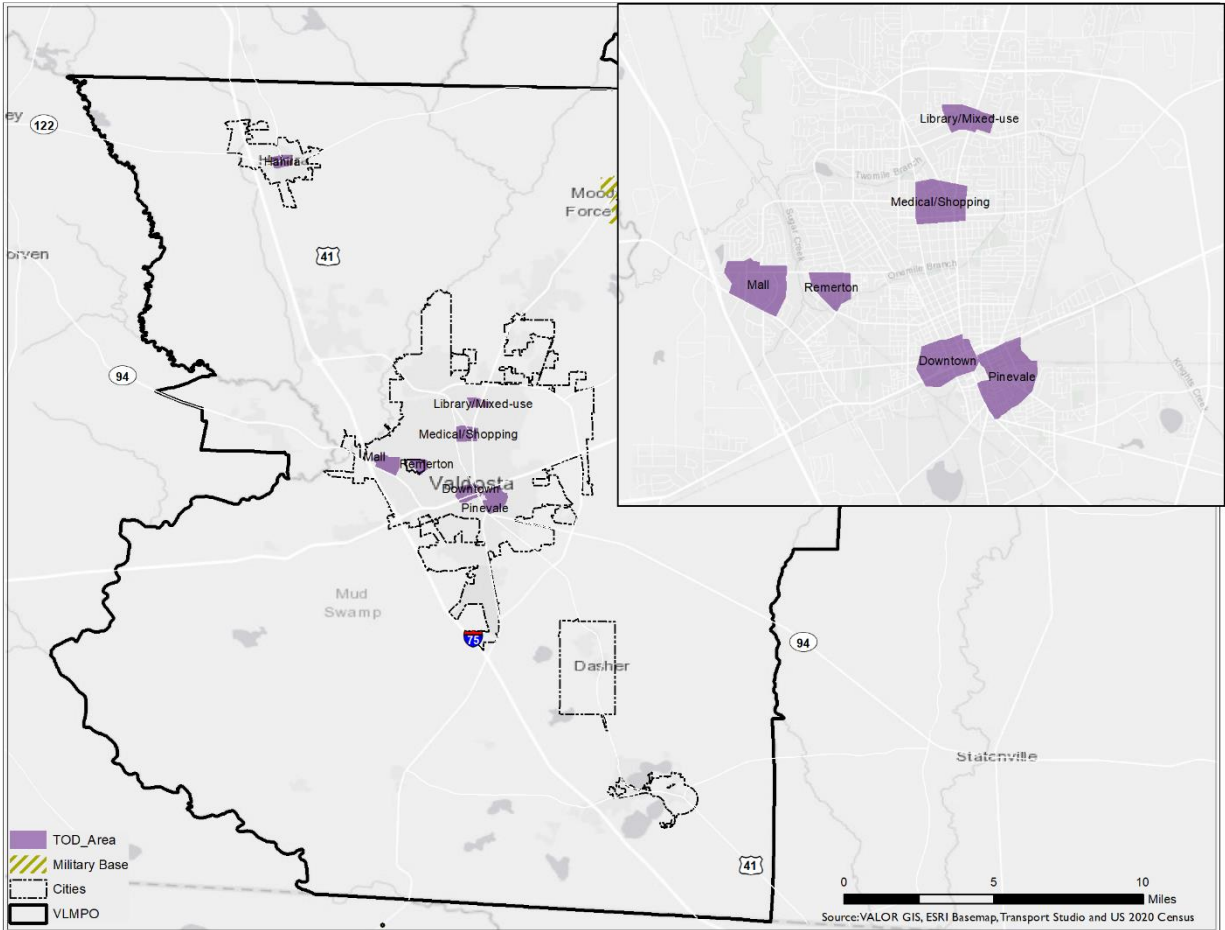 Library/Mixed-use
Twomile Branch
Medical/Shopping
Sugar Creek
Onemile Branch
Mall
Remerton
Downtown
Pinevale
Knights Creek
122
Hahira
Mood
Force
41
94
Library/Mixed-use
Medical/Shopping
Mall
Remerton
Valdosta
Downtown
Pinevale
Mud
Swamp
75
Dasher
94
Statenville
41
TOD_Area
Military Base
Cities
VLMPO
0 5 10
Miles
Source:VALOR GIS, ESRI Basemap, Transport Studio and US 2020 Census